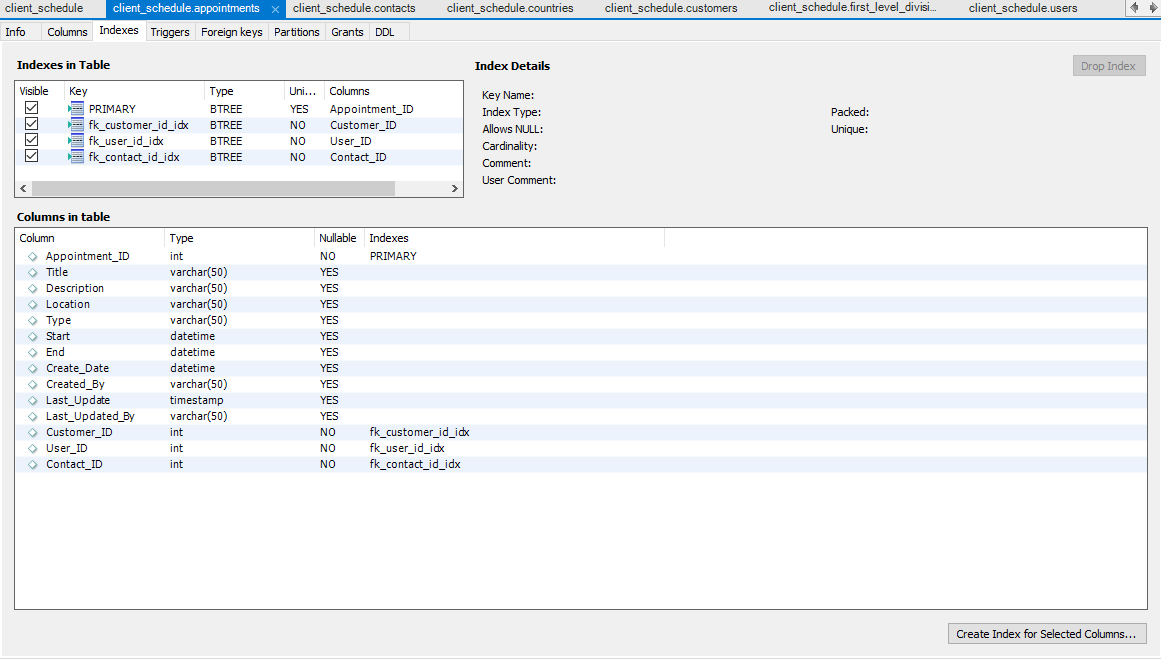 client_schedule client_schedule.appointments client_schedule.contacts client_schedule.countries client_schedule.customers client_schedule.first_level_divisi... client_schedule.users
Info Columns Indexes Triggers Foreign keys Partitions Grants DDL
Indexes in Table
Visible Key Type Uni... Columns
PRIMARY BTREE YES Appointment_ID
fk_customer_id_idx BTREE NO Customer_ID
fk_user_id_idx BTREE NO User_ID
fk_contact_id_idx BTREE NO Contact_ID
Index Details Drop Index
Key Name:
Index Type: Packed:
Allows NULL: Unique:
Cardinality:
Comment:
User Comment:
Columns in table
Column Type Nullable Indexes
Appointment_ID int NO PRIMARY
Title varchar(50) YES
Description varchar(50) YES
Location varchar(50) YES
Type varchar(50) YES
Start datetime YES
End datetime YES
Create_Date datetime YES
Created_By varchar(50) YES
Last_Update timestamp YES
Last_Updated_By varchar(50) YES
Customer_ID int NO fk_customer_id_idx
User_ID int NO fk_user_id_idx
Contact_ID int NO fk_contact_id_idx
Create Index for Selected Columns...